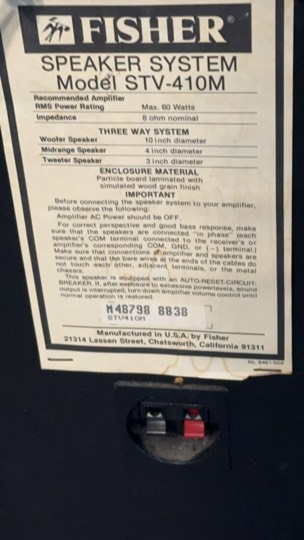 FISHER®
SPEAKER SYSTEM
Model STV-410M
Recommended Amplifier
RMS Power Rating Max. 60 Watts
Impedance 8 ohm nominal
THREE WAY SYSTEM
Woofer Speaker 10 inch diameter
Midrange Speaker 4 inch diameter
Tweeter Speaker 3 inch diameter
ENCLOSURE MATERIAL
Particle board laminated with
simulated wood grain finish
IMPORTANT
Before connecting the speaker system to your amplifier,
please observe the following:
Amplifier AC Power should be OFF.
For correct perspective and good bass response, make
sure that the speakers are connected "in phase" (each
speaker's COM terminal connected to the receiver's or
amplifier's corresponding COM, GND, or (−) terminal.)
Make sure that connections at amplifier and speakers are
secure and that the bare wires at the ends of the cables do
not touch each other, adjacent terminals, or the metal
chassis.
This speaker is equipped with an AUTO-RESET-CIRCUIT-
BREAKER. If, after exposure to excessive powerlevels, sound
output is interrupted, turn down amplifier volume control until
normal operation is restored.
M48798 8838
STV410M
Manufactured in U.S.A. by Fisher
21314 Lassen Street, Chatsworth, California 91311